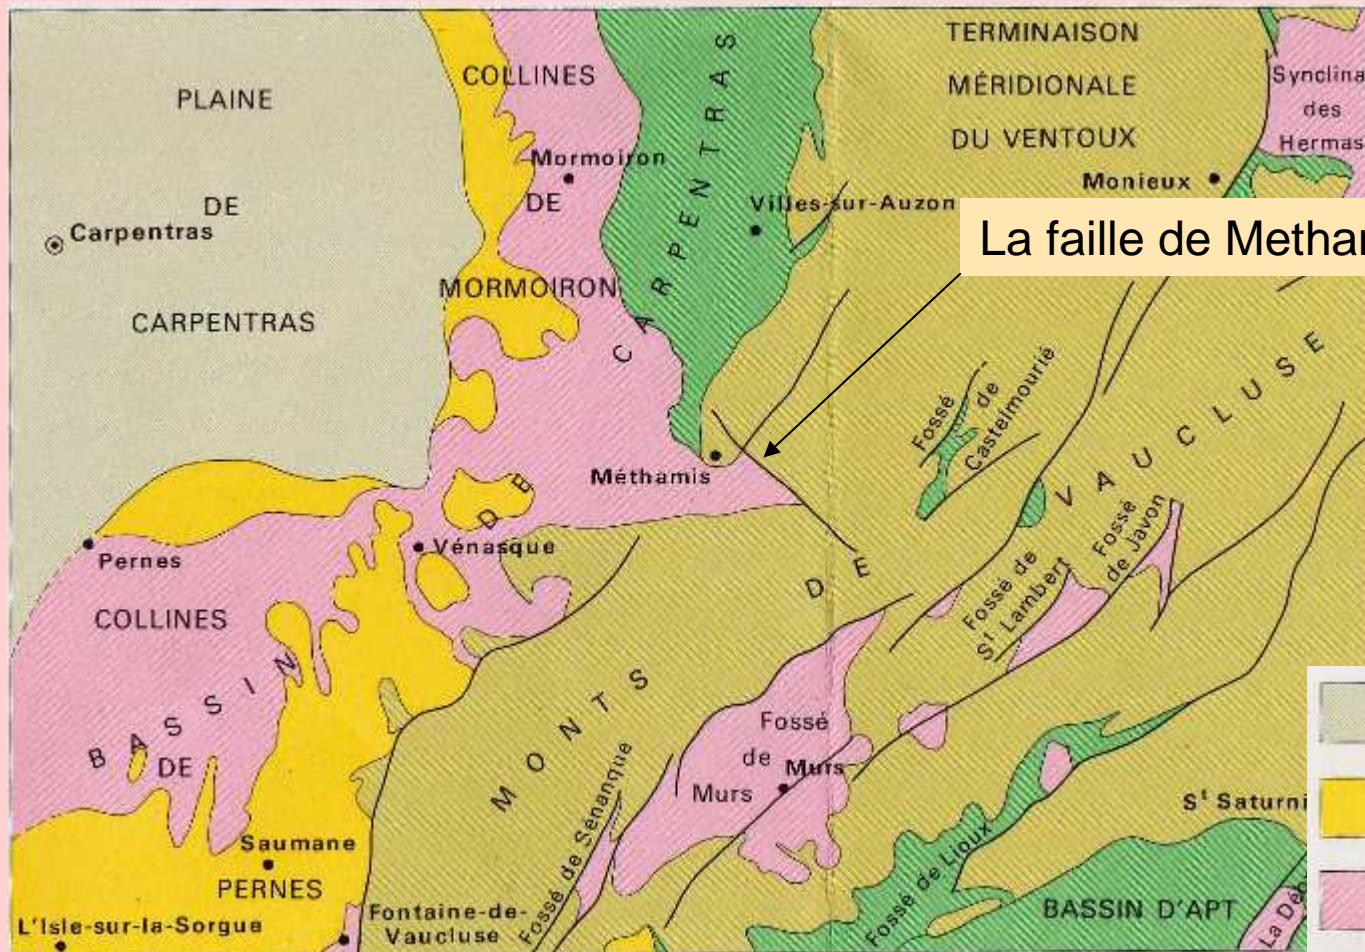 TERMINAISON
MÉRIDIONALE
DU VENTOUX
COLLINES
DE
MORMOIRON
Mormoiron
PLAINE
DE
CARPENTRAS
Carpentras
Villes-sur-Auzon
Monieux
des
Hermas
La faille de
Fossé
de
Castelmourié
Méthamis
Pernes
Vénasque
COLLINES
DE
PERNES
BASSIN DE CARPENTRAS
MONTS DE VAUCLUSE
Fossé de
St Lambert
Fossé
de Javon
Fossé
de
Murs
Murs
Fossé de Sénanque
Fossé de Lioux
Saumane
L'Isle-sur-la-Sorgue
Fontaine-de-
Vaucluse
St
BASSIN D'APT
La